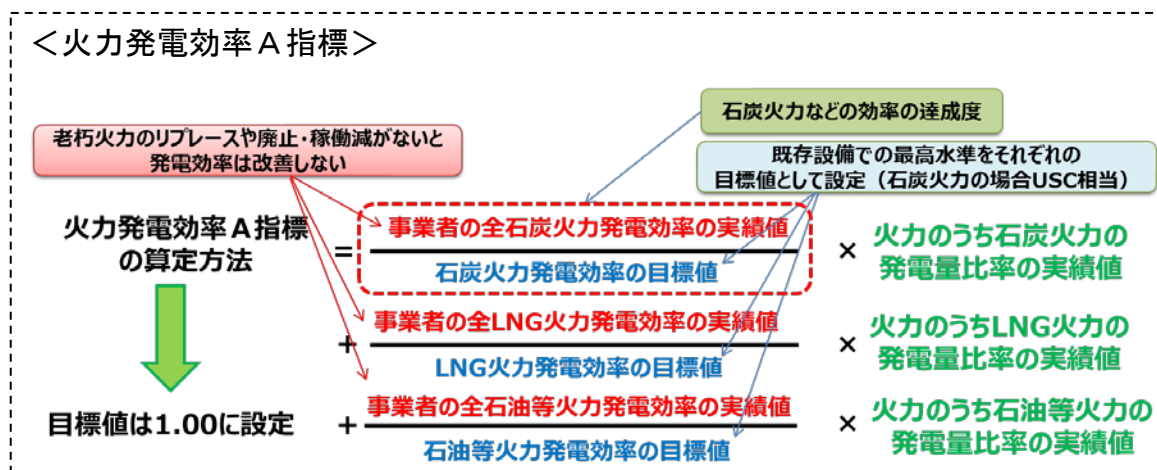 ＜火力発電効率Ａ指標＞
石炭火力などの効率の達成度
老朽火力のリプレースや廃止・稼働減がないと
発電効率は改善しない
既存設備での最高水準をそれぞれの
目標値として設定（石炭火力の場合USC相当）
火力発電効率Ａ指標
の算定方法
=
事業者の全石炭火力発電効率の実績値
石炭火力発電効率の目標値
×
火力のうち石炭火力の
発電量比率の実績値
+
事業者の全LNG火力発電効率の実績値
LNG火力発電効率の目標値
×
火力のうちLNG火力の
発電量比率の実績値
目標値は1.00に設定
+
事業者の全石油等火力発電効率の実績値
石油等火力発電効率の目標値
×
火力のうち石油等火力の
発電量比率の実績値